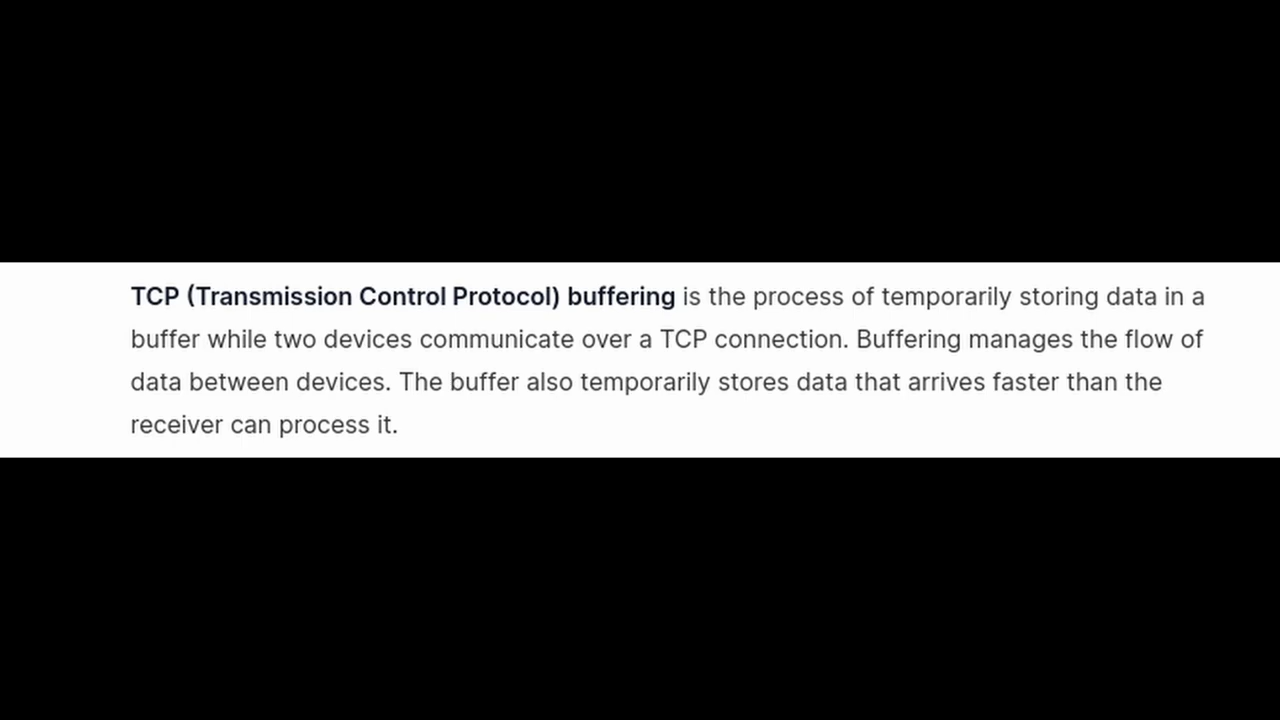 TCP (Transmission Control Protocol) buffering is the process of temporarily storing data in a
buffer while two devices communicate over a TCP connection. Buffering manages the flow of
data between devices. The buffer also temporarily stores data that arrives faster than the
receiver can process it.